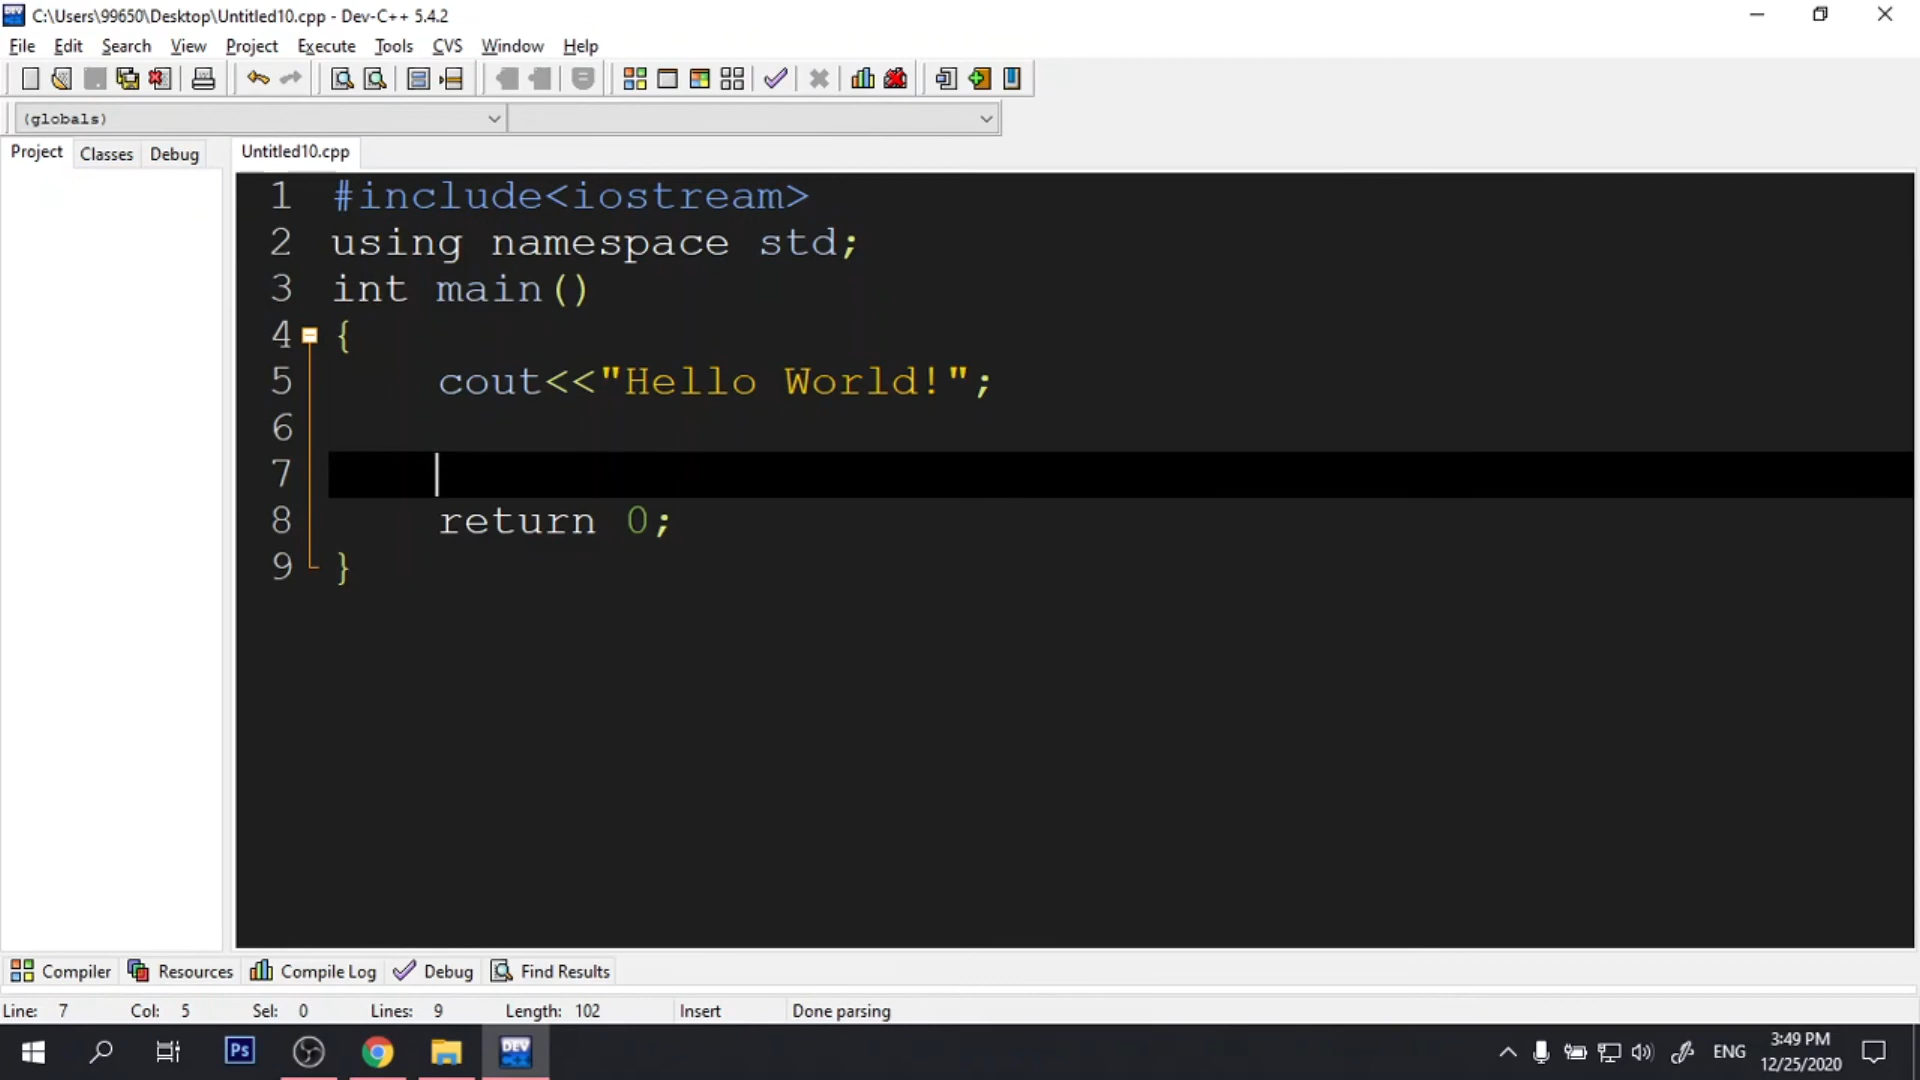 C:\Users\99650\Desktop\Untitled10.cpp - Dev-C++ 5.4.2
File Edit Search View Project Execute Tools CVS Window Help
(globals)
Project Classes Debug Untitled10.cpp
1 #include<iostream>
2 using namespace std;
3 int main()
4 {
5 cout<<"Hello World!";
6
7
8 return 0;
9 }
Compiler Resources Compile Log Debug Find Results
Line: 7 Col: 5 Sel: 0 Lines: 9 Length: 102 Insert Done parsing
Ps DEV ENG 3:49 PM
12/25/2020